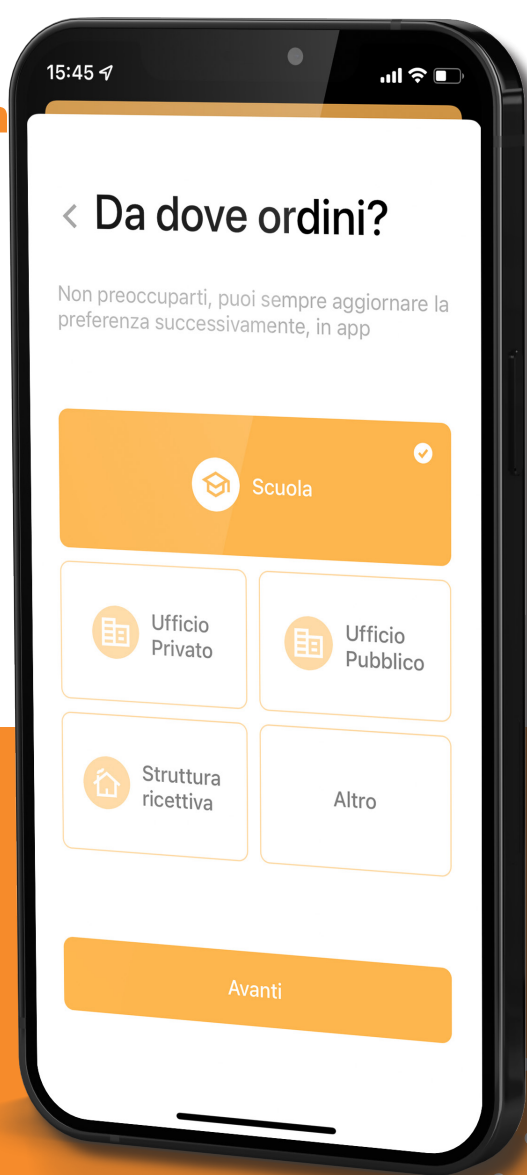 15:45
Da dove ordini?
Non preoccuparti, puoi sempre aggiornare la
preferenza successivamente, in app
Scuola
Ufficio
Privato
Ufficio
Pubblico
Struttura
ricettiva
Altro
Avanti